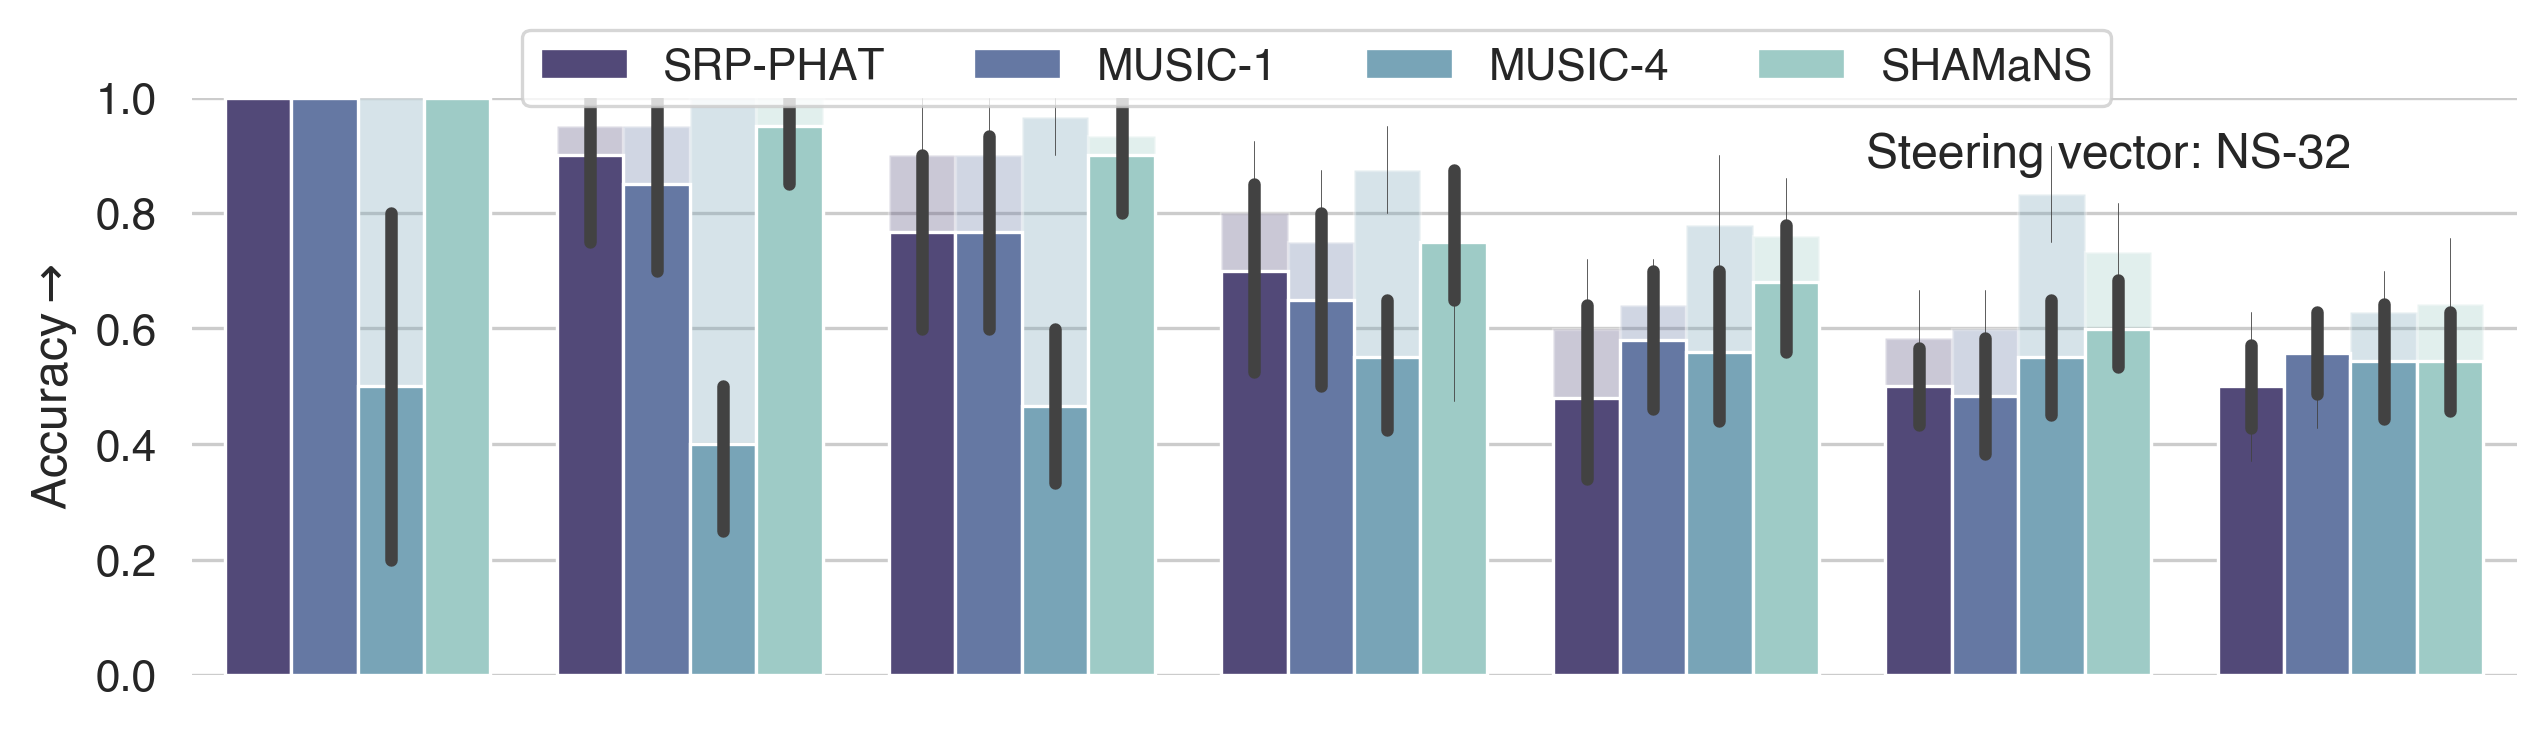 SRP-PHAT MUSIC-1 MUSIC-4 SHAMaNS
Steering vector: NS-32
Accuracy →
1.0
0.8
0.6
0.4
0.2
0.0